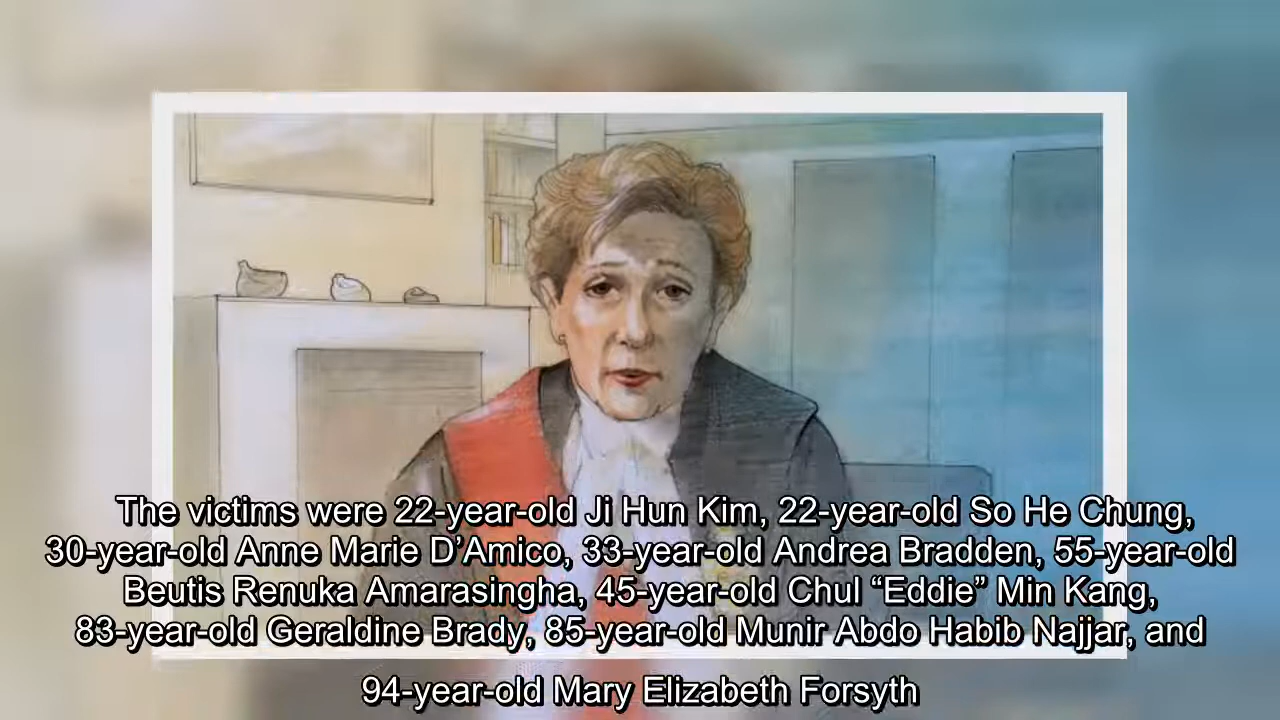 The victims were 22-year-old Ji Hun Kim, 22-year-old So He Chung,
30-year-old Anne Marie D’Amico, 33-year-old Andrea Bradden, 55-year-old
Beutis Renuka Amarasingha, 45-year-old Chul “Eddie” Min Kang,
83-year-old Geraldine Brady, 85-year-old Munir Abdo Habib Najjar, and
94-year-old Mary Elizabeth Forsyth